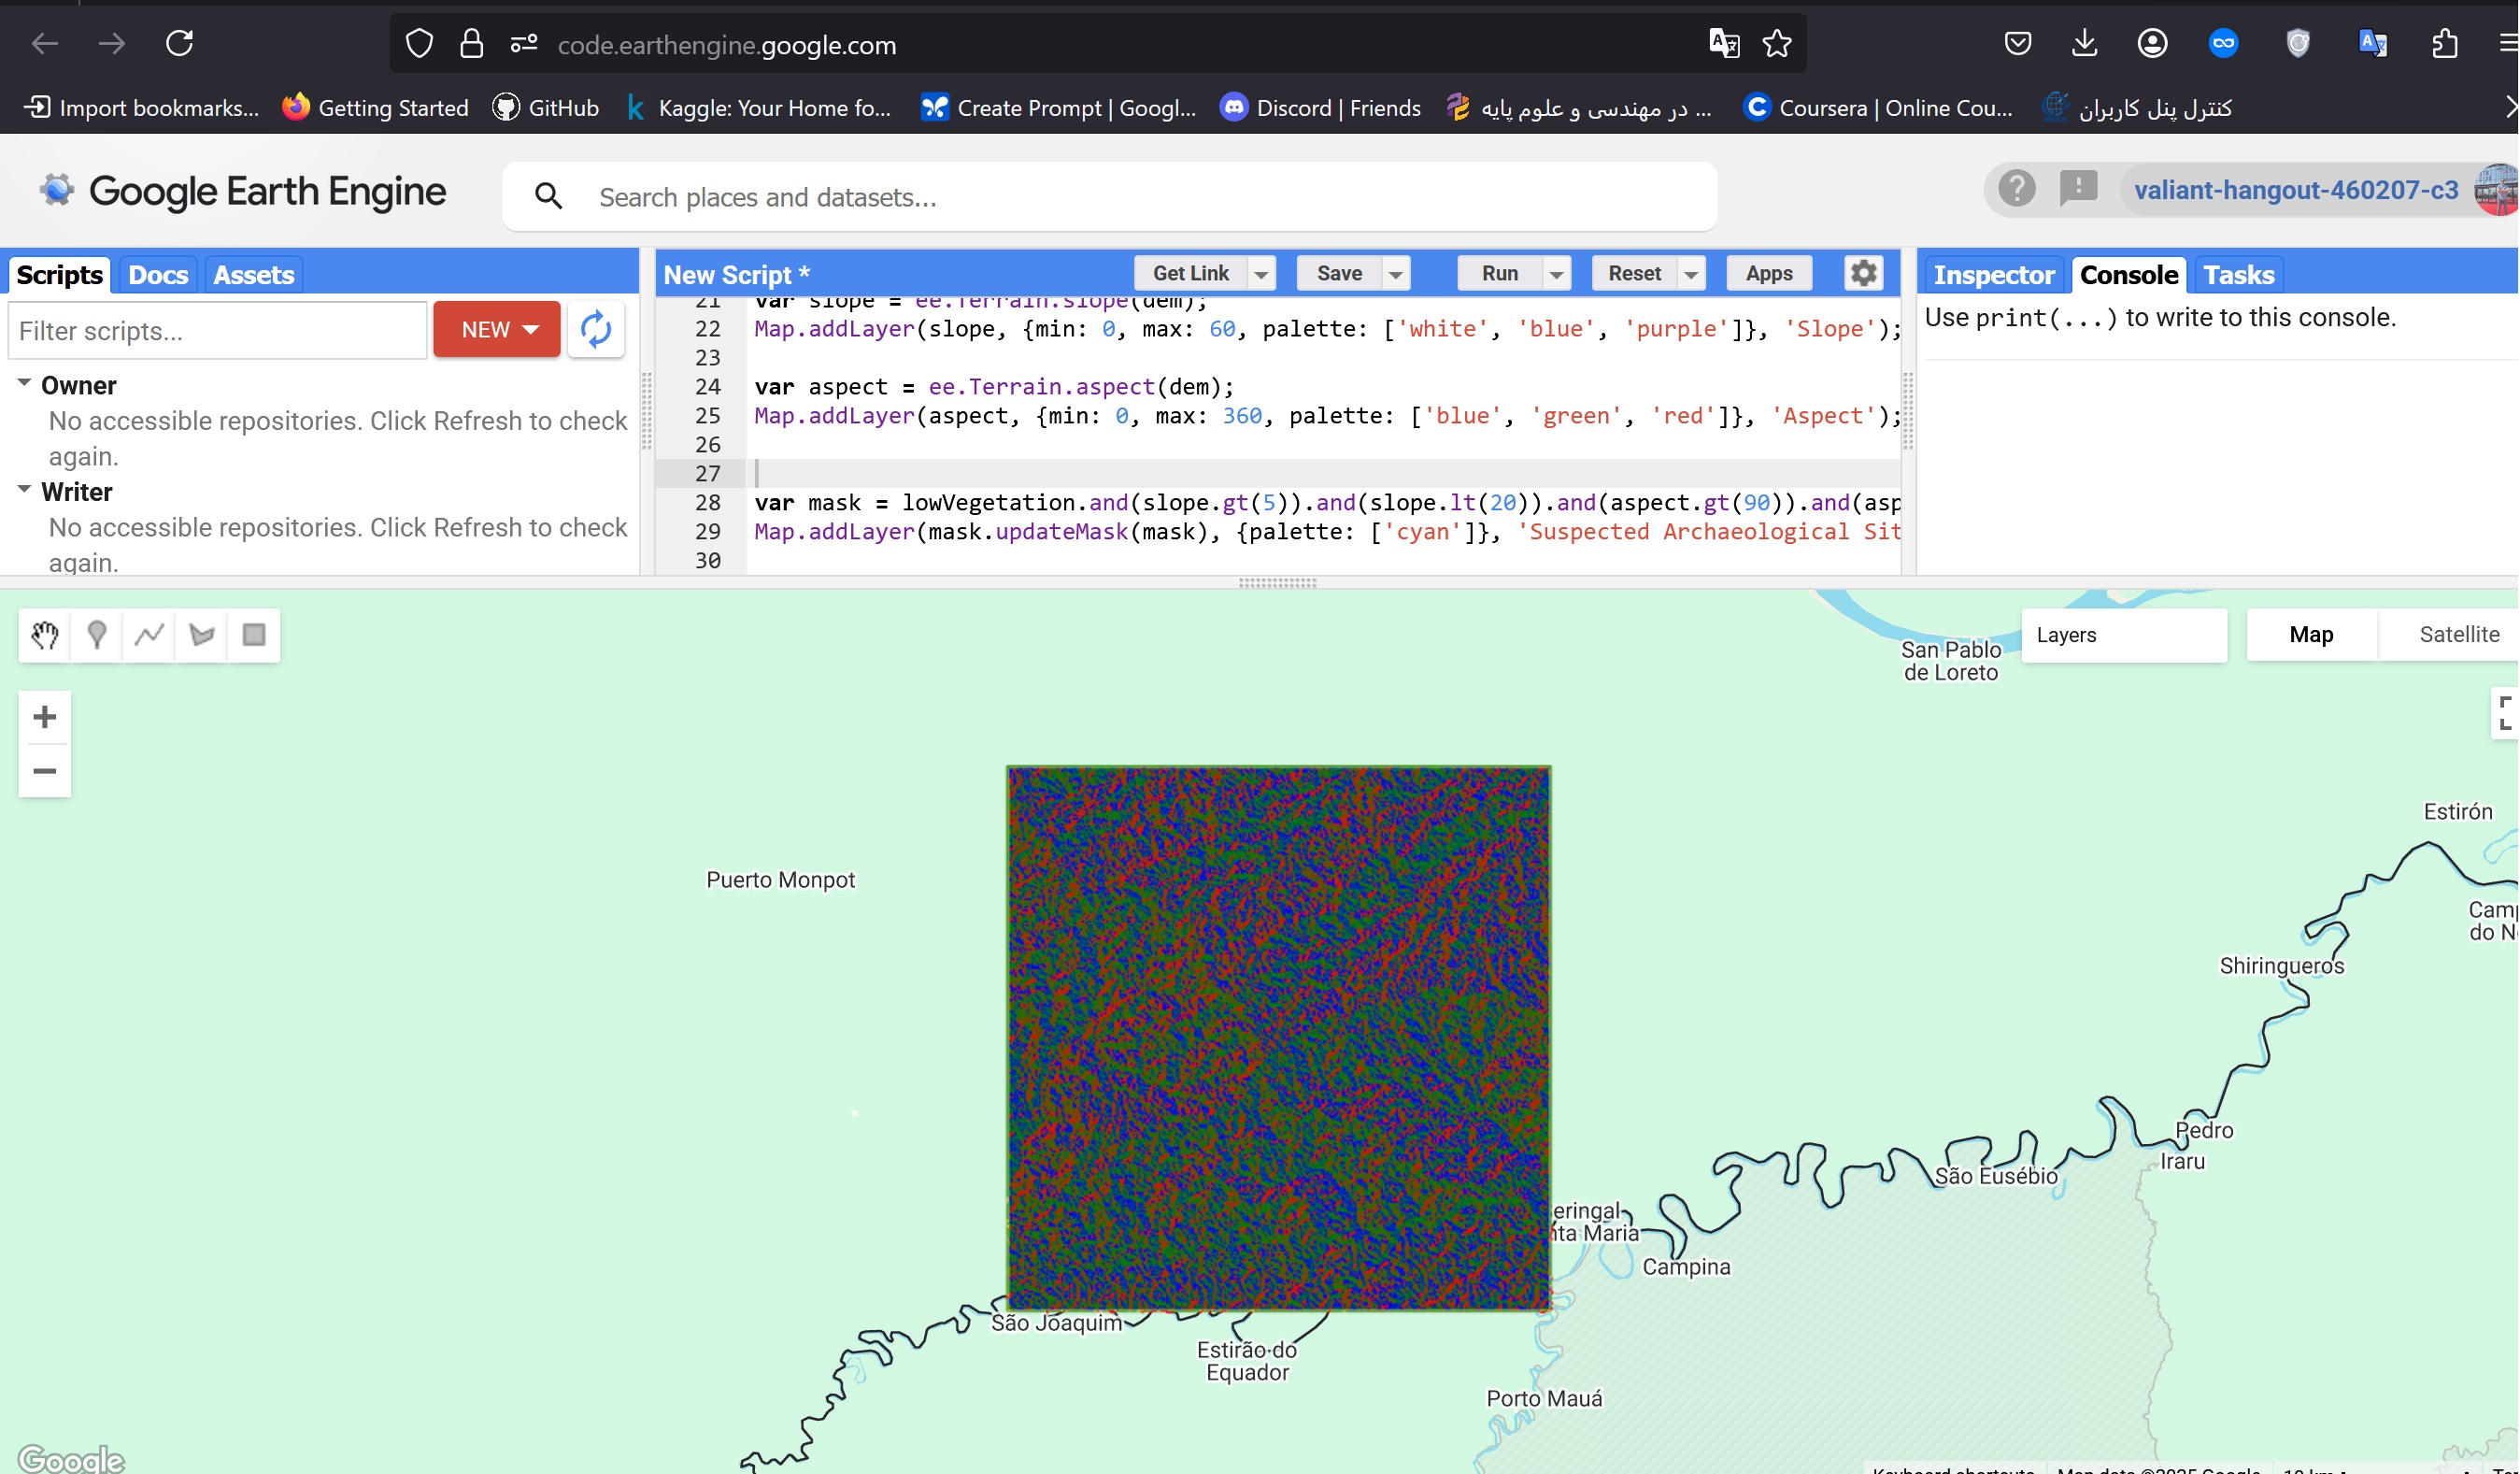 code.earthengine.google.com
Import bookmarks...
Getting Started
GitHub
Kaggle: Your Home fo...
Create Prompt | Googl...
Discord | Friends
در مهندسی و علوم پایه ...
Coursera | Online Cou...
کنترل پنل کاربران
Google Earth Engine
Search places and datasets...
valiant-hangout-460207-c3
Scripts Docs Assets
New Script *
Get Link
Save
Run
Reset
Apps
Inspector Console Tasks
Filter scripts...
NEW
Owner
No accessible repositories. Click Refresh to check
again.
Writer
No accessible repositories. Click Refresh to check
again.
21 var slope = ee.Terrain.slope(dem);
22 Map.addLayer(slope, {min: 0, max: 60, palette: ['white', 'blue', 'purple']}, 'Slope');
23
24 var aspect = ee.Terrain.aspect(dem);
25 Map.addLayer(aspect, {min: 0, max: 360, palette: ['blue', 'green', 'red']}, 'Aspect');
26
27
28 var mask = lowVegetation.and(slope.gt(5)).and(slope.lt(20)).and(aspect.gt(90)).and(asp
29 Map.addLayer(mask.updateMask(mask), {palette: ['cyan']}, 'Suspected Archaeological Sit
30
Use print(...) to write to this console.
Layers
Map
Satellite
San Pablo
de Loreto
Estirón
Puerto Monpot
Camp
do N
Shiringueros
Pedro
Iraru
São Eusébio
eringal
nta Maria
Campina
São Joaquim
Estirão do
Equador
Porto Mauá
Google
Keyboard shortcuts
Map data ©2025 Google
10 km